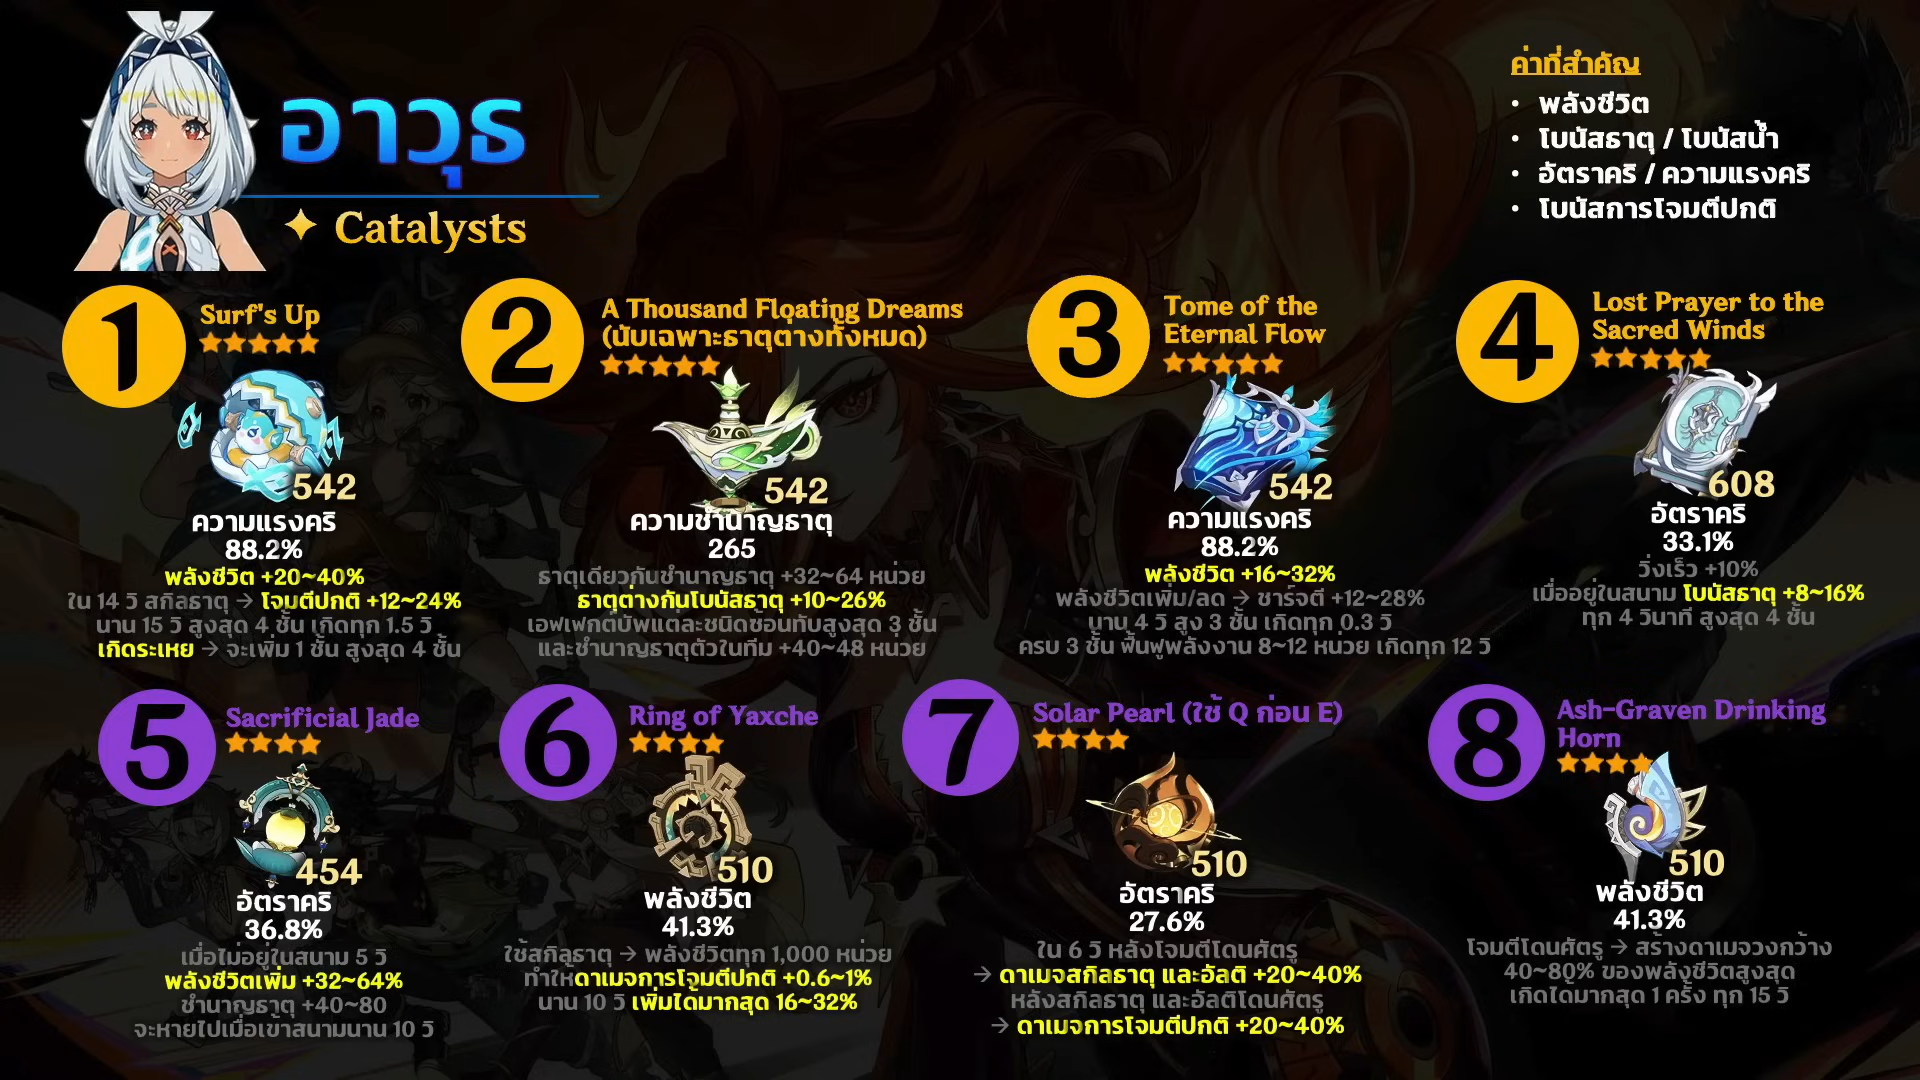 อาวุธ
Catalysts
ค่าที่สำคัญ
• พลังชีวิต
• โบนัสธาตุ / โบนัสน้ำ
• อัตราคริ / ความแรงคริ
• โบนัสการโจมตีปกติ
1
Surf's Up
542
ความแรงคริ
88.2%
พลังชีวิต +20~40%
ใน 14 วิ สกิลธาตุ → โจมตีปกติ +12~24%
นาน 15 วิ สูงสุด 4 ชั้น เกิดทุก 1.5 วิ
เกิดระเหย → จะเพิ่ม 1 ชั้น สูงสุด 4 ชั้น
2
A Thousand Floating Dreams
(นับเฉพาะธาตุต่างทั้งหมด)
542
ความชำนาญธาตุ
265
ธาตุเดียวกันชำนาญธาตุ +32~64 หน่วย
ธาตุต่างกันโบนัสธาตุ +10~26%
เอฟเฟกต์บัพแต่ละชนิดซ้อนทับสูงสุด 3 ชั้น
และชำนาญธาตุตัวในทีม +40~48 หน่วย
3
Tome of the
Eternal Flow
542
ความแรงคริ
88.2%
พลังชีวิต +16~32%
พลังชีวิตเพิ่ม/ลด → ชาร์จตี +12~28%
นาน 4 วิ สูง 3 ชั้น เกิดทุก 0.3 วิ
ครบ 3 ชั้น ฟื้นฟูพลังงาน 8~12 หน่วย เกิดทุก 12 วิ
4
Lost Prayer to the
Sacred Winds
608
อัตราคริ
33.1%
วิ่งเร็ว +10%
เมื่ออยู่ในสนาม โบนัสธาตุ +8~16%
ทุก 4 วินาที สูงสุด 4 ชั้น
5
Sacrificial Jade
454
อัตราคริ
36.8%
เมื่อไม่อยู่ในสนาม 5 วิ
พลังชีวิตเพิ่ม +32~64%
ชำนาญธาตุ +40~80
จะหายไปเมื่อเข้าสนามนาน 10 วิ
6
Ring of Yaxche
510
พลังชีวิต
41.3%
ใช้สกิลธาตุ → พลังชีวิตทุก 1,000 หน่วย
ทำให้ดาเมจการโจมตีปกติ +0.6~1%
นาน 10 วิ เพิ่มได้มากสุด 16~32%
7
Solar Pearl (ใช้ Q ก่อน E)
510
อัตราคริ
27.6%
ใน 6 วิ หลังโจมตีโดนศัตรู
→ ดาเมจสกิลธาตุ และอัลติ +20~40%
หลังสกิลธาตุ และอัลติโดนศัตรู
→ ดาเมจการโจมตีปกติ +20~40%
8
Ash-Graven Drinking
Horn
510
พลังชีวิต
41.3%
โจมตีโดนศัตรู → สร้างดาเมจวงกว้าง
40~80% ของพลังชีวิตสูงสุด
เกิดได้มากสุด 1 ครั้ง ทุก 15 วิ